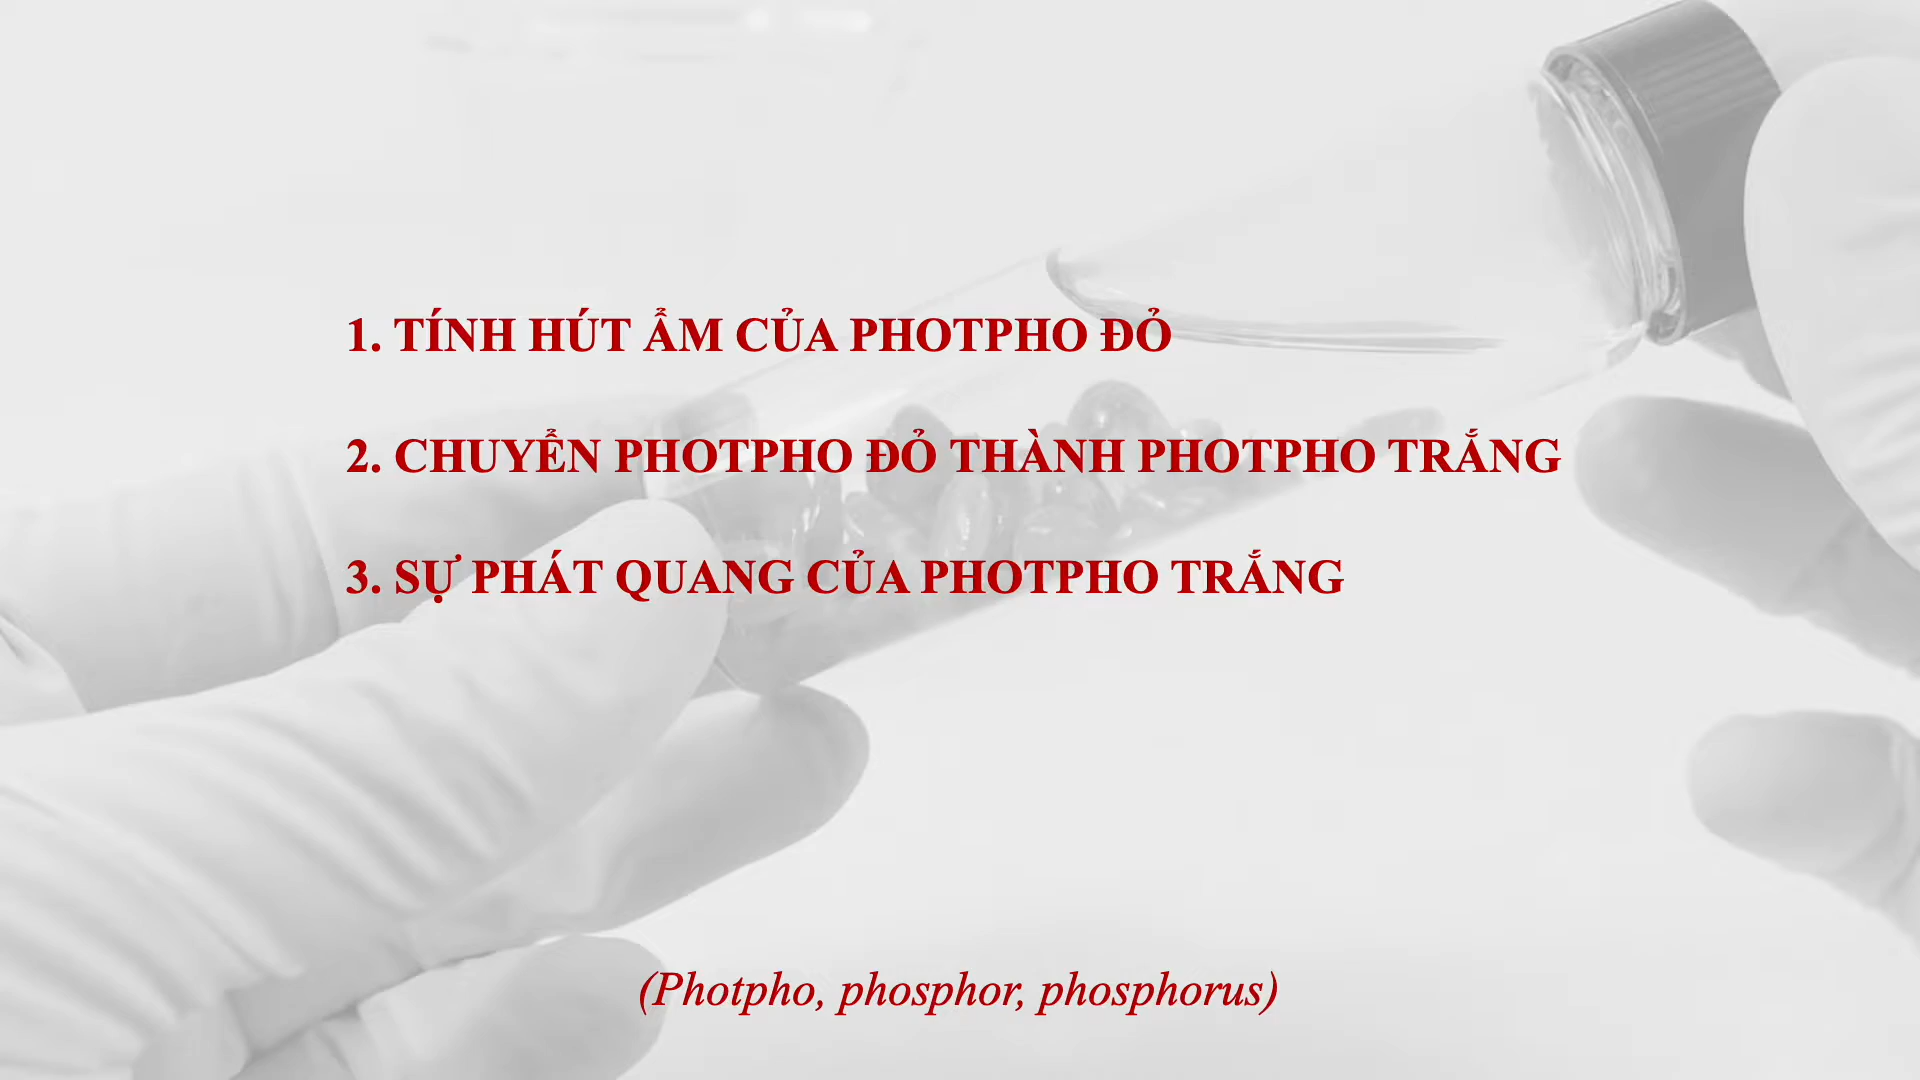 1. TÍNH HÚT ẨM CỦA PHOTPHO ĐỎ
2. CHUYỂN PHOTPHO ĐỎ THÀNH PHOTPHO TRẮNG
3. SỰ PHÁT QUANG CỦA PHOTPHO TRẮNG
(Photpho, phosphor, phosphorus)